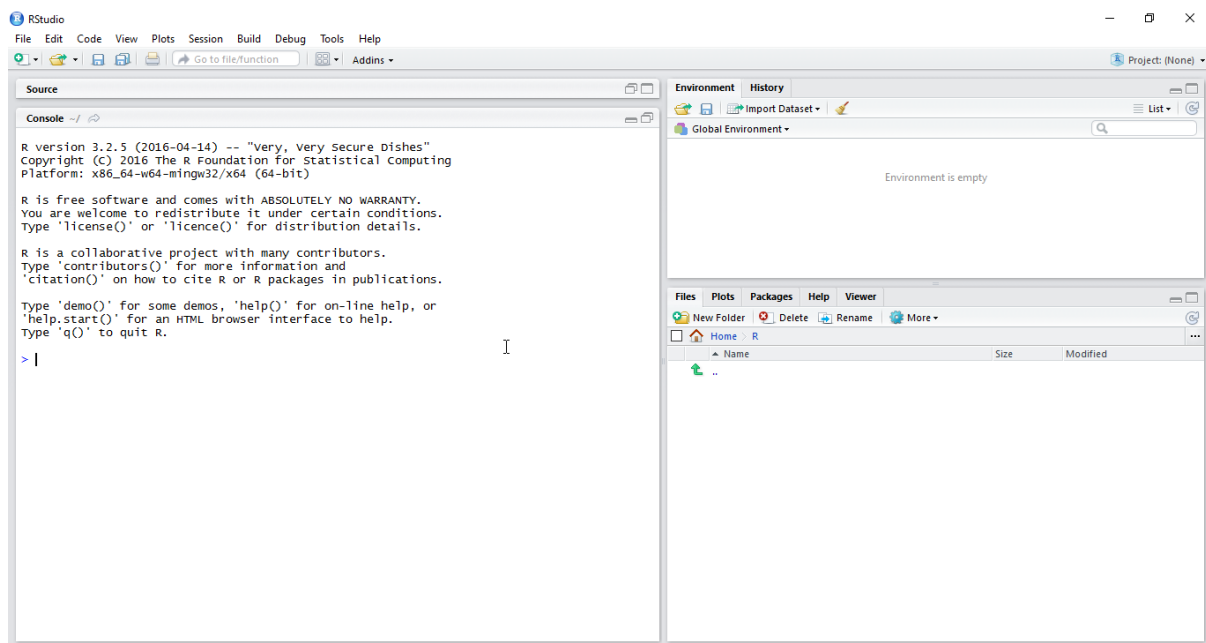 RStudio
File Edit Code View Plots Session Build Debug Tools Help
Go to file/function Addins Project: (None)
Source
Console ~/
R version 3.2.5 (2016-04-14) -- "Very, Very Secure Dishes"
Copyright (C) 2016 The R Foundation for Statistical Computing
Platform: x86_64-w64-mingw32/x64 (64-bit)
R is free software and comes with ABSOLUTELY NO WARRANTY.
You are welcome to redistribute it under certain conditions.
Type 'license()' or 'licence()' for distribution details.
R is a collaborative project with many contributors.
Type 'contributors()' for more information and
'citation()' on how to cite R or R packages in publications.
Type 'demo()' for some demos, 'help()' for on-line help, or
'help.start()' for an HTML browser interface to help.
Type 'q()' to quit R.
>
Environment History
Import Dataset List
Global Environment
Environment is empty
Files Plots Packages Help Viewer
New Folder Delete Rename More
Home R ...
Name Size Modified
..